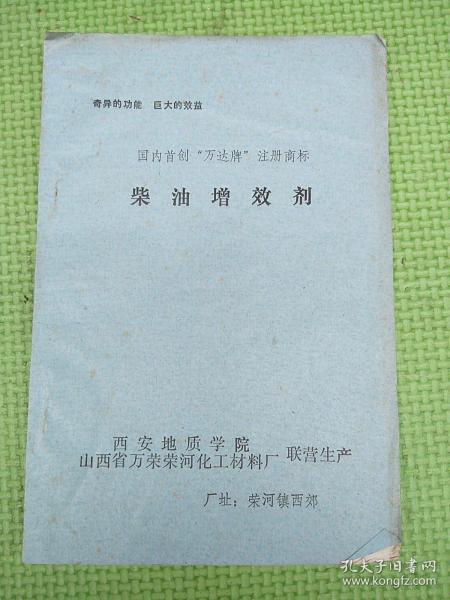 奇异的功能 巨大的效益
国内首创“万达牌”注册商标
柴油增效剂
西安地质学院
山西省万荣荣河化工材料厂 联营生产
厂址：荣河镇西郊
孔夫子旧书网
www.kongfz.com